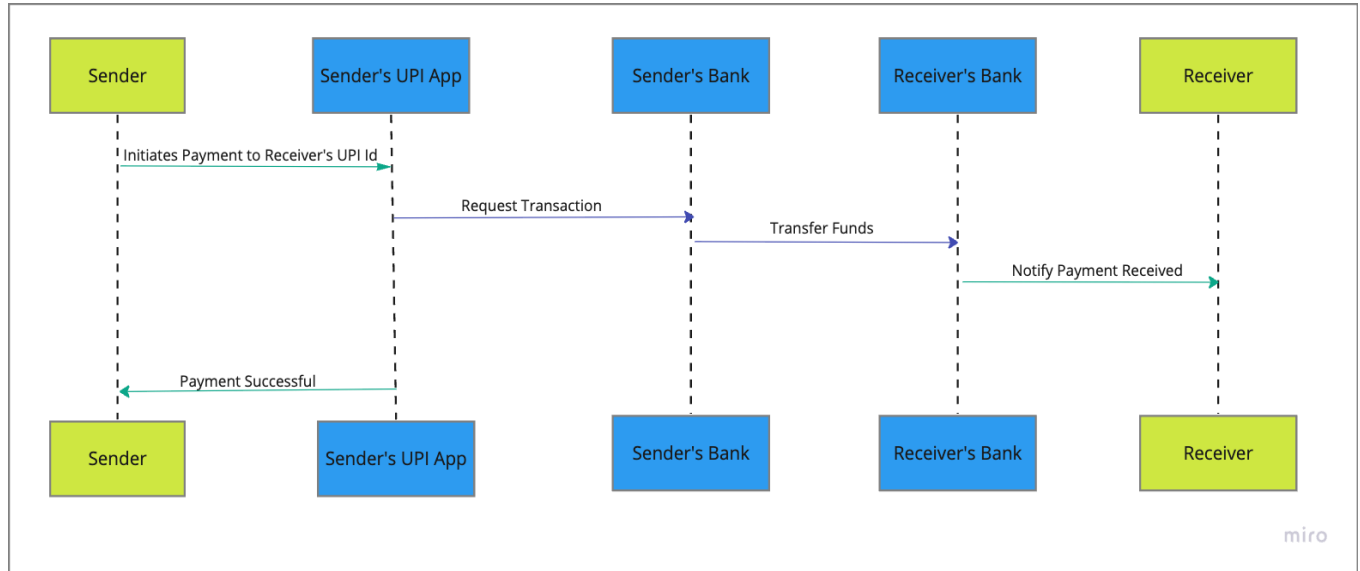 Sender
Sender's UPI App
Sender's Bank
Receiver's Bank
Receiver
Initiates Payment to Receiver's UPI Id
Request Transaction
Transfer Funds
Notify Payment Received
Payment Successful
Sender
Sender's UPI App
Sender's Bank
Receiver's Bank
Receiver
miro